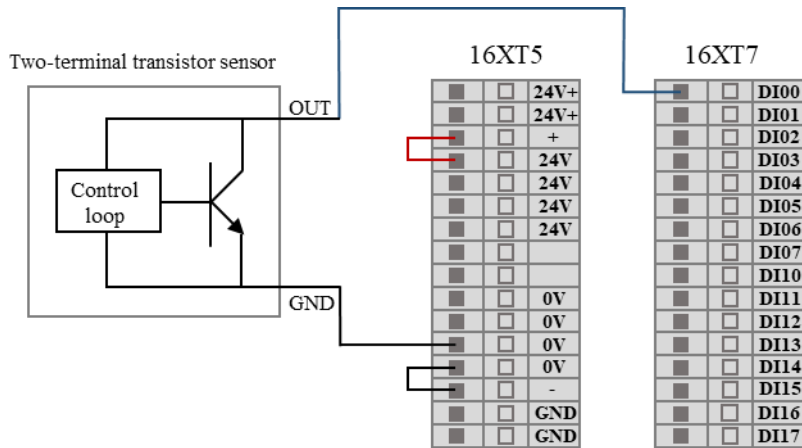 Two-terminal transistor sensor
OUT
Control
loop
GND
16XT5
24V+
24V+
+
24V
24V
24V
24V
0V
0V
0V
0V
-
GND
GND
16XT7
DI00
DI01
DI02
DI03
DI04
DI05
DI06
DI07
DI10
DI11
DI12
DI13
DI14
DI15
DI16
DI17